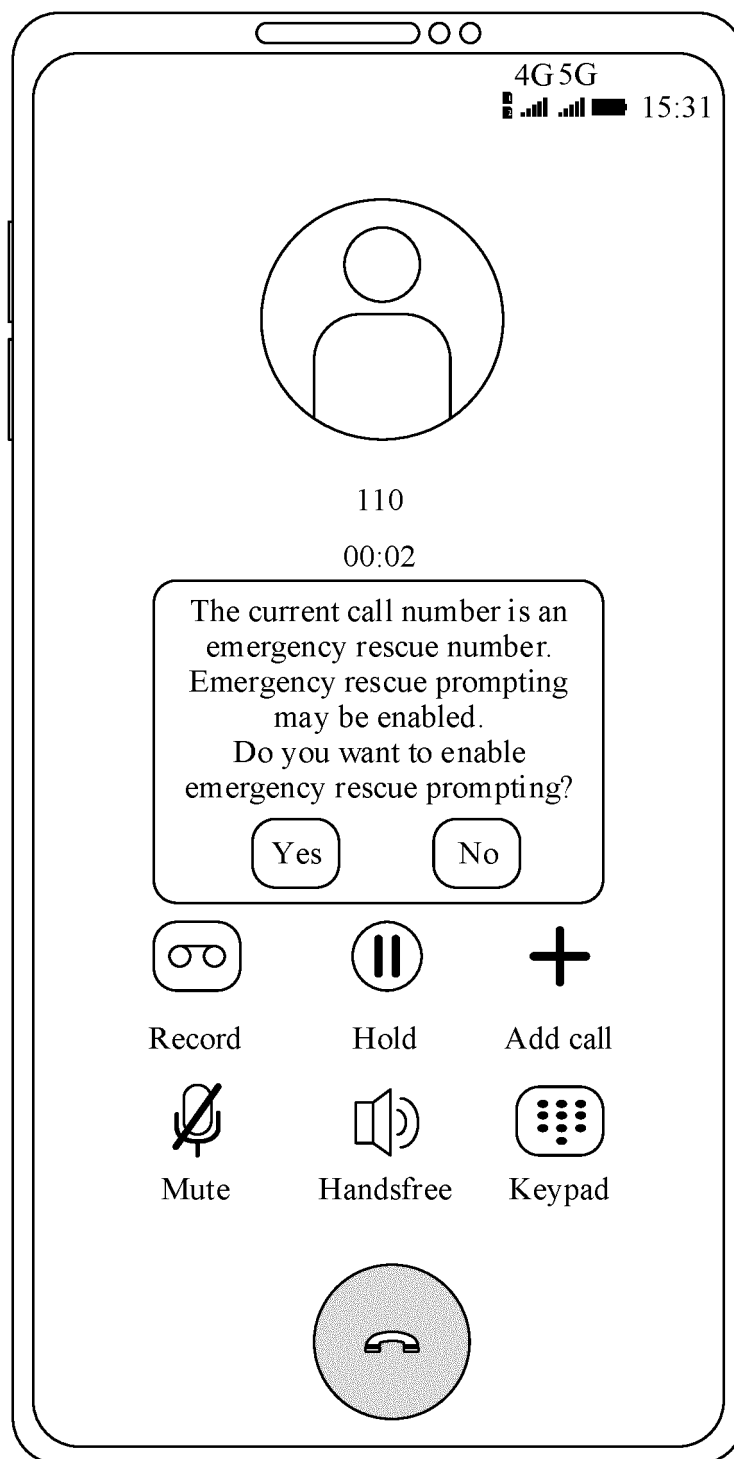 4G 5G
15:31
110
00:02
The current call number is an
emergency rescue number.
Emergency rescue prompting
may be enabled.
Do you want to enable
emergency rescue prompting?
Yes No
Record Hold Add call
Mute Handsfree Keypad